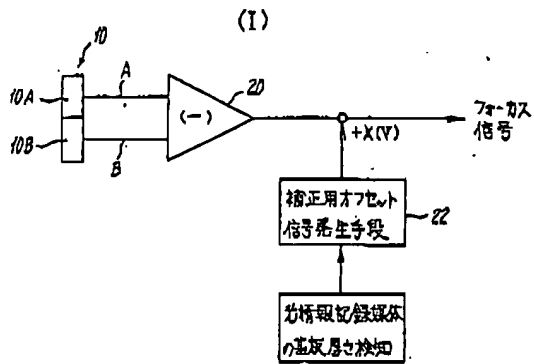 (I)
10
10A
10B
A
B
(−)
20
+X(V)
フォーカス
信号
補正用オフセット
信号発生手段
22
光情報記録媒体
の基板厚さ検知